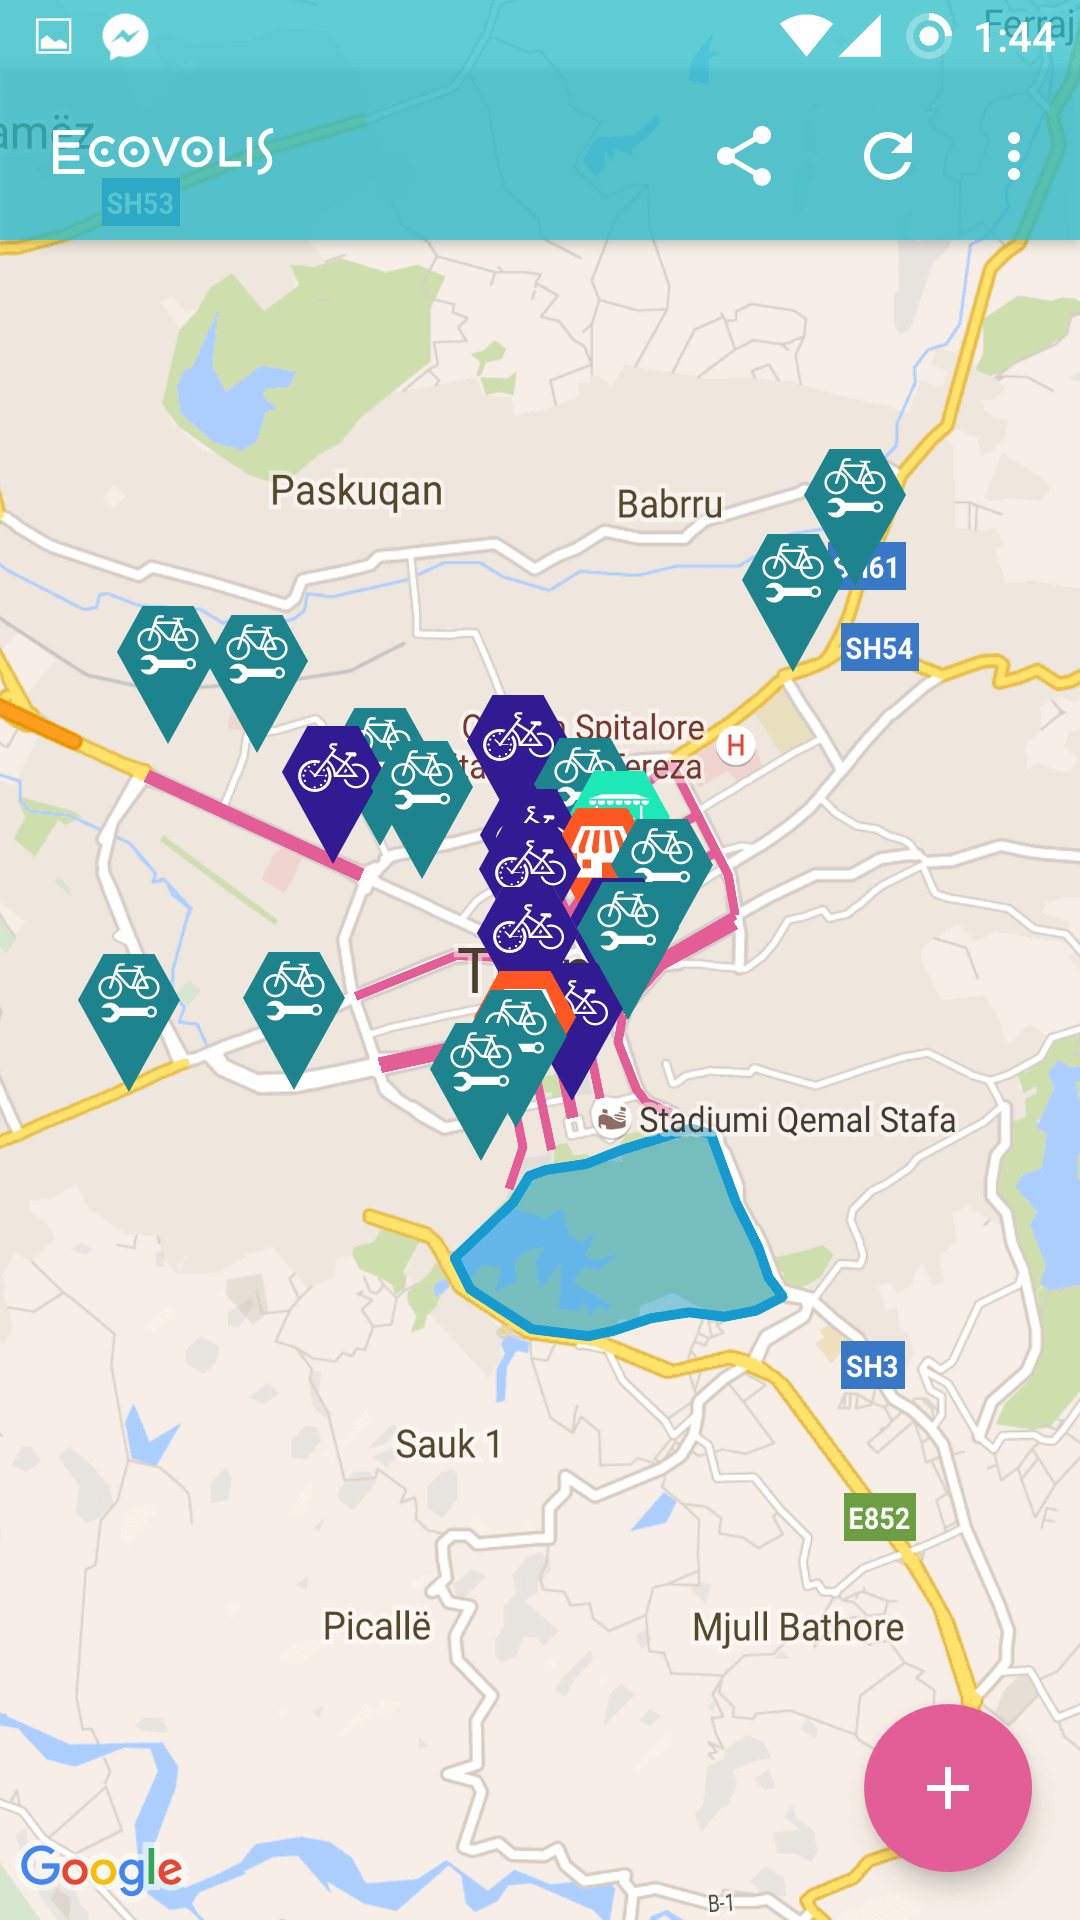 1:44
Ferraj
ECOVOLIS
SH53
Paskuqan
Babrru
SH61
SH54
Spitalore
H
Tereza
Stadiumi Qemal Stafa
SH3
Sauk 1
E852
Picallë
Mjull Bathore
Google
B-1